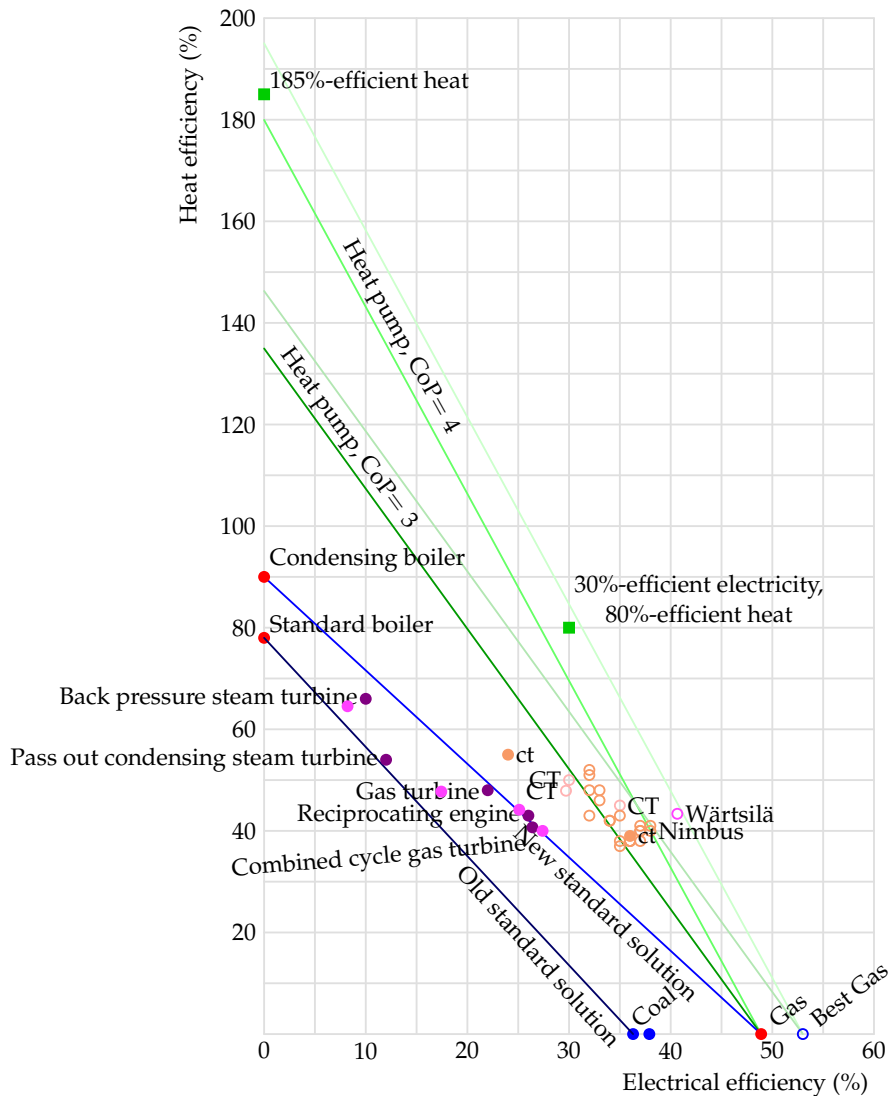 200
180
160
140
120
100
80
60
40
20
0
10
20
30
40
50
60
Heat efficiency (%)
Electrical efficiency (%)
185%-efficient heat
Heat pump, CoP= 4
Heat pump, CoP= 3
Condensing boiler
30%-efficient electricity,
80%-efficient heat
Standard boiler
Back pressure steam turbine
Pass out condensing steam turbine
ct
CT
CT
Gas turbine
CT
Reciprocating engine
Wärtsilä
Nimbus
ct
Combined cycle gas turbine
New standard solution
Old standard solution
Coal
Gas
Best Gas